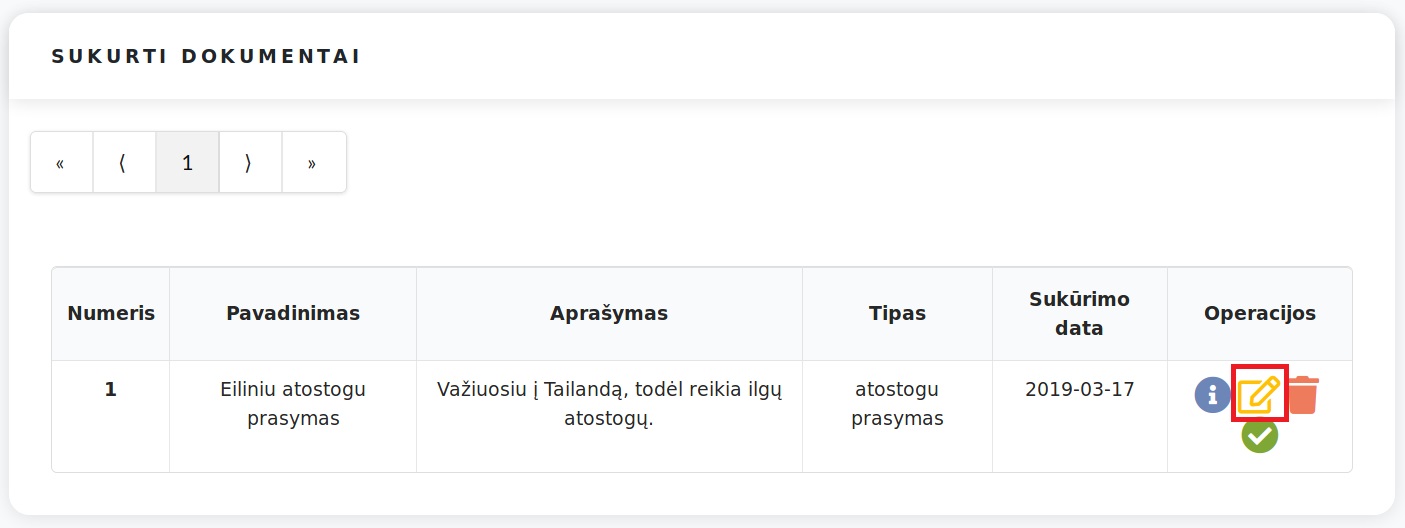 SUKURTI DOKUMENTAI
« ⟨ 1 ⟩ »
Numeris Pavadinimas Aprašymas Tipas Sukūrimo data Operacijos
1 Eiliniu atostogu prasymas Važiuosiu į Tailandą, todėl reikia ilgų atostogų. atostogu prasymas 2019-03-17